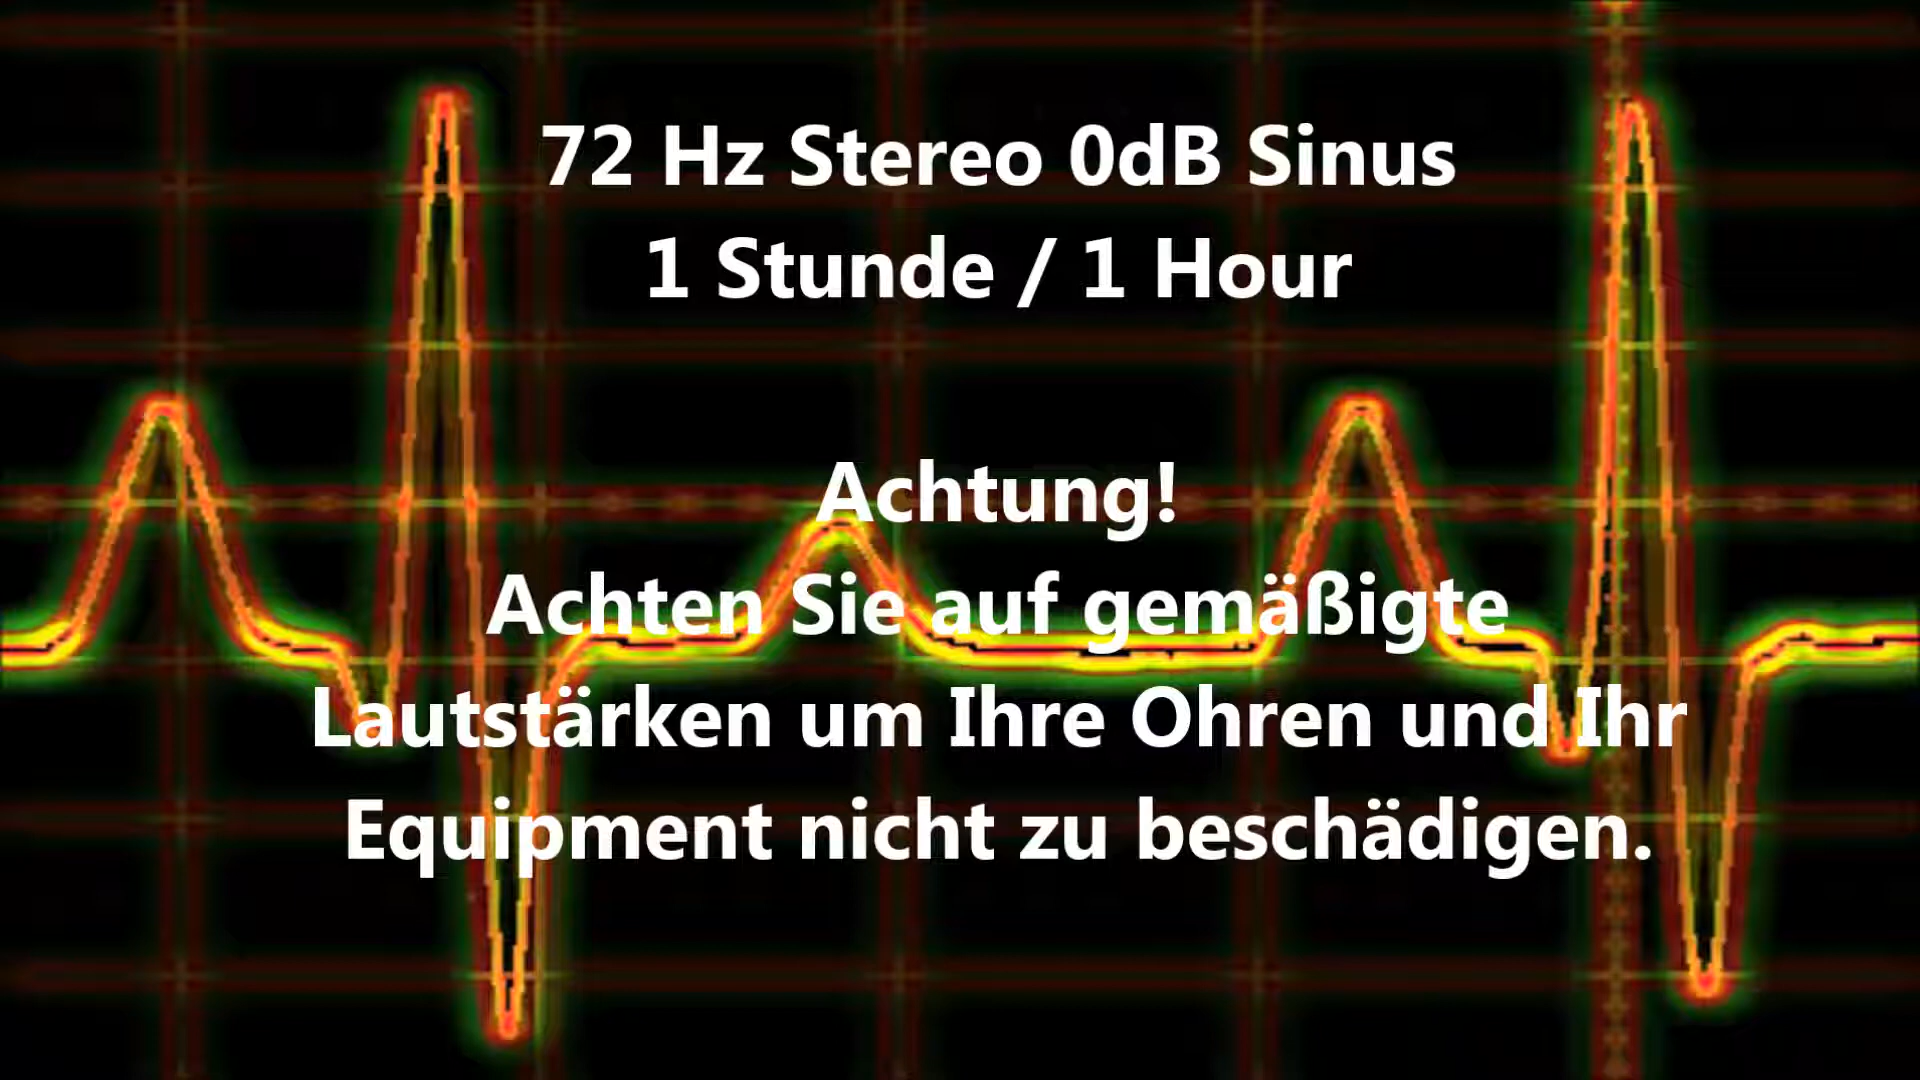 72 Hz Stereo 0dB Sinus
1 Stunde / 1 Hour
Achtung!
Achten Sie auf gemäßigte
Lautstärken um Ihre Ohren und Ihr
Equipment nicht zu beschädigen.